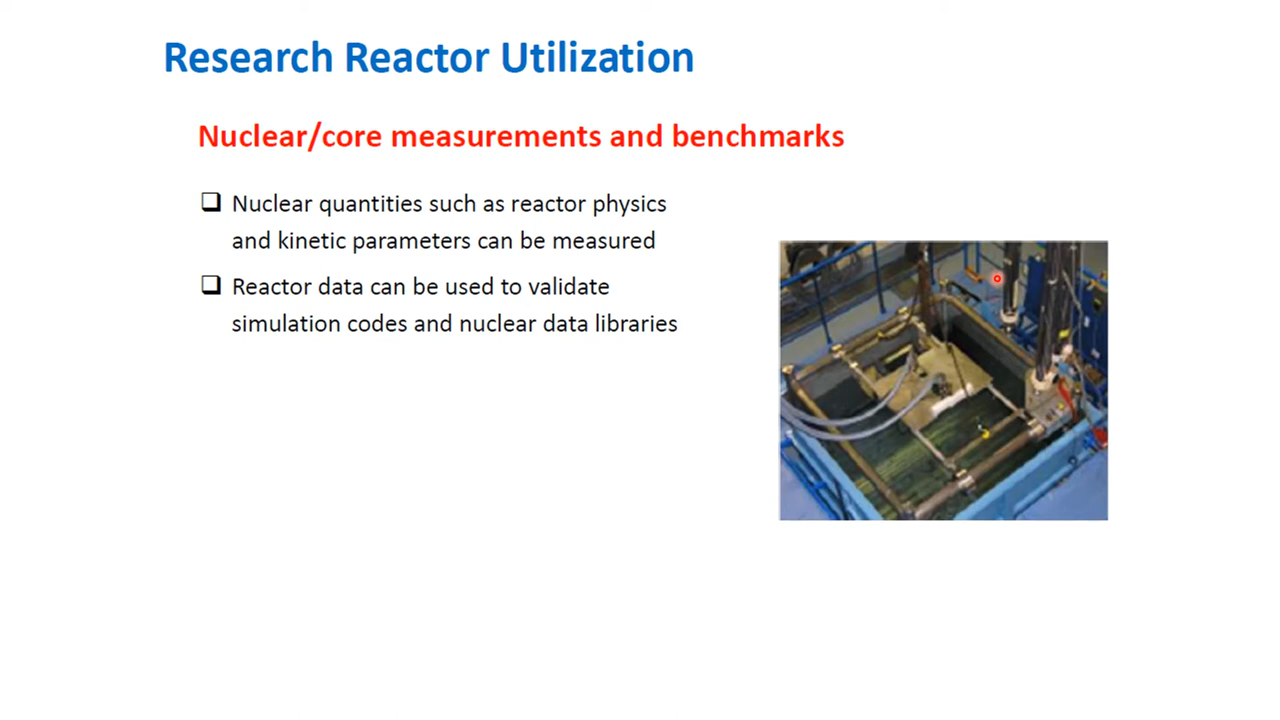 Research Reactor Utilization
Nuclear/core measurements and benchmarks
Nuclear quantities such as reactor physics
and kinetic parameters can be measured
Reactor data can be used to validate
simulation codes and nuclear data libraries